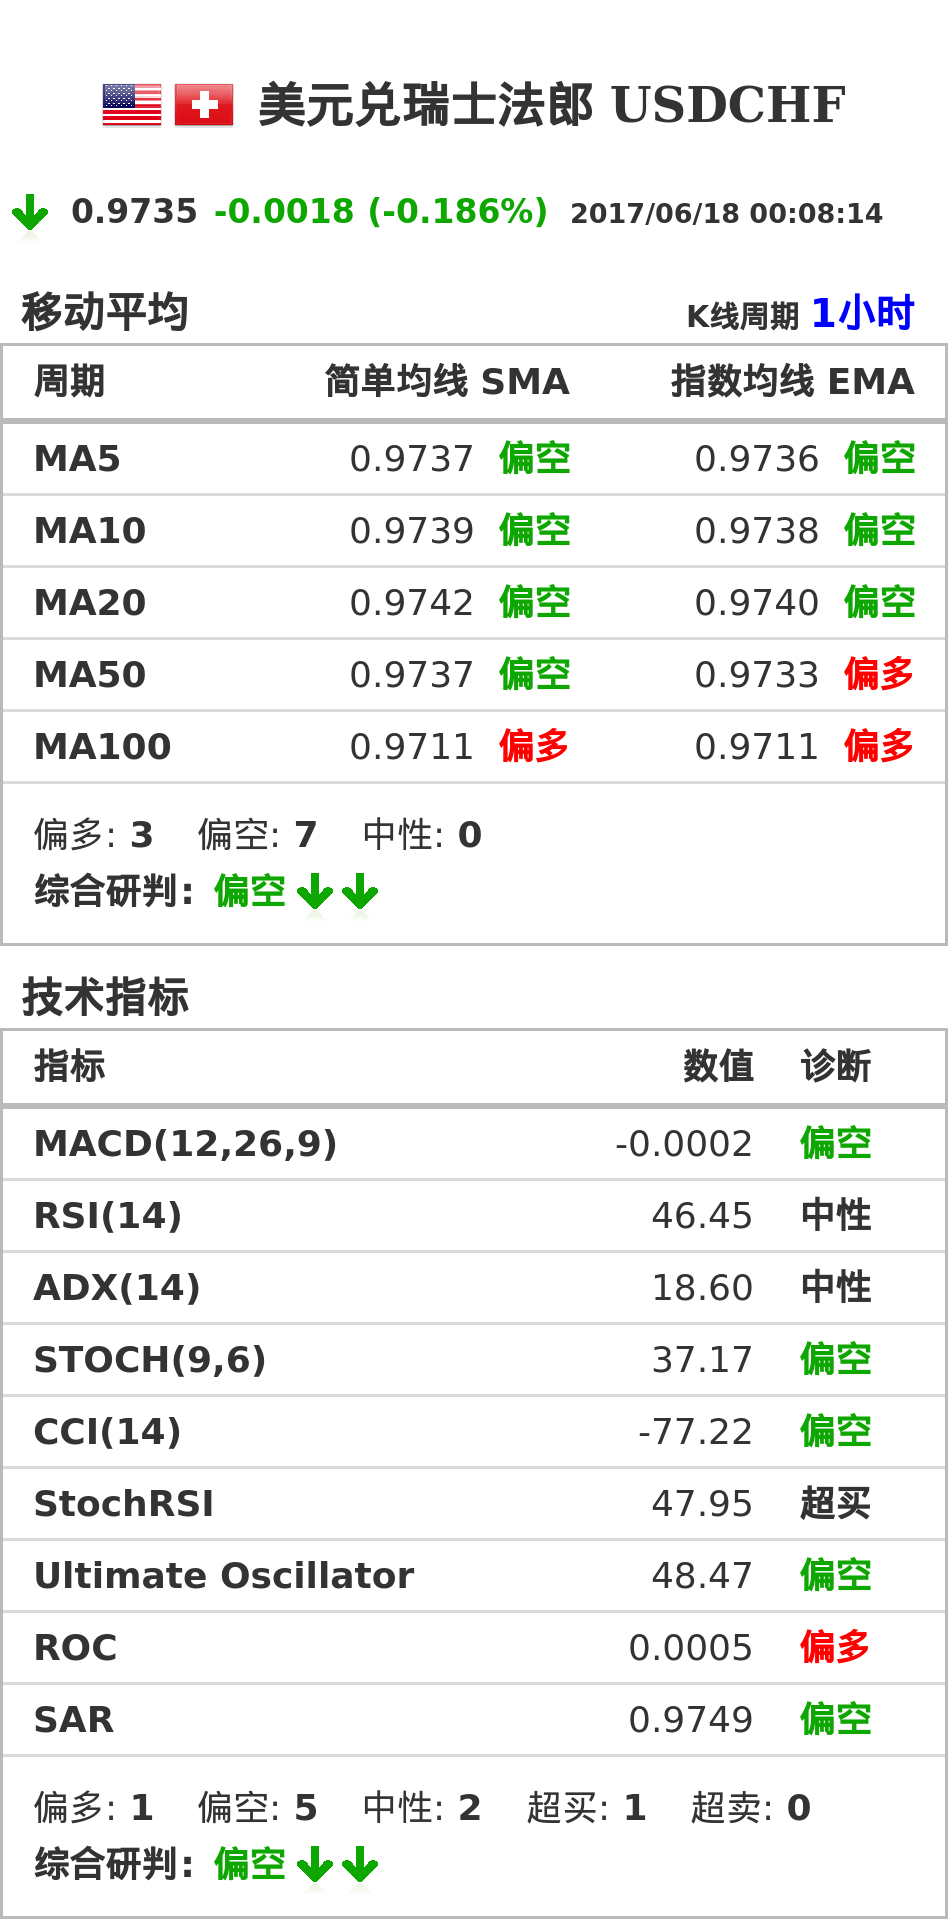 美元兑瑞士法郎 USDCHF
0.9735 -0.0018 (-0.186%) 2017/06/18 00:08:14
移动平均 K线周期 1小时
周期 简单均线 SMA 指数均线 EMA
MA5 0.9737 偏空 0.9736 偏空
MA10 0.9739 偏空 0.9738 偏空
MA20 0.9742 偏空 0.9740 偏空
MA50 0.9737 偏空 0.9733 偏多
MA100 0.9711 偏多 0.9711 偏多
偏多: 3 偏空: 7 中性: 0
综合研判: 偏空
技术指标
指标 数值 诊断
MACD(12,26,9) -0.0002 偏空
RSI(14) 46.45 中性
ADX(14) 18.60 中性
STOCH(9,6) 37.17 偏空
CCI(14) -77.22 偏空
StochRSI 47.95 超买
Ultimate Oscillator 48.47 偏空
ROC 0.0005 偏多
SAR 0.9749 偏空
偏多: 1 偏空: 5 中性: 2 超买: 1 超卖: 0
综合研判: 偏空